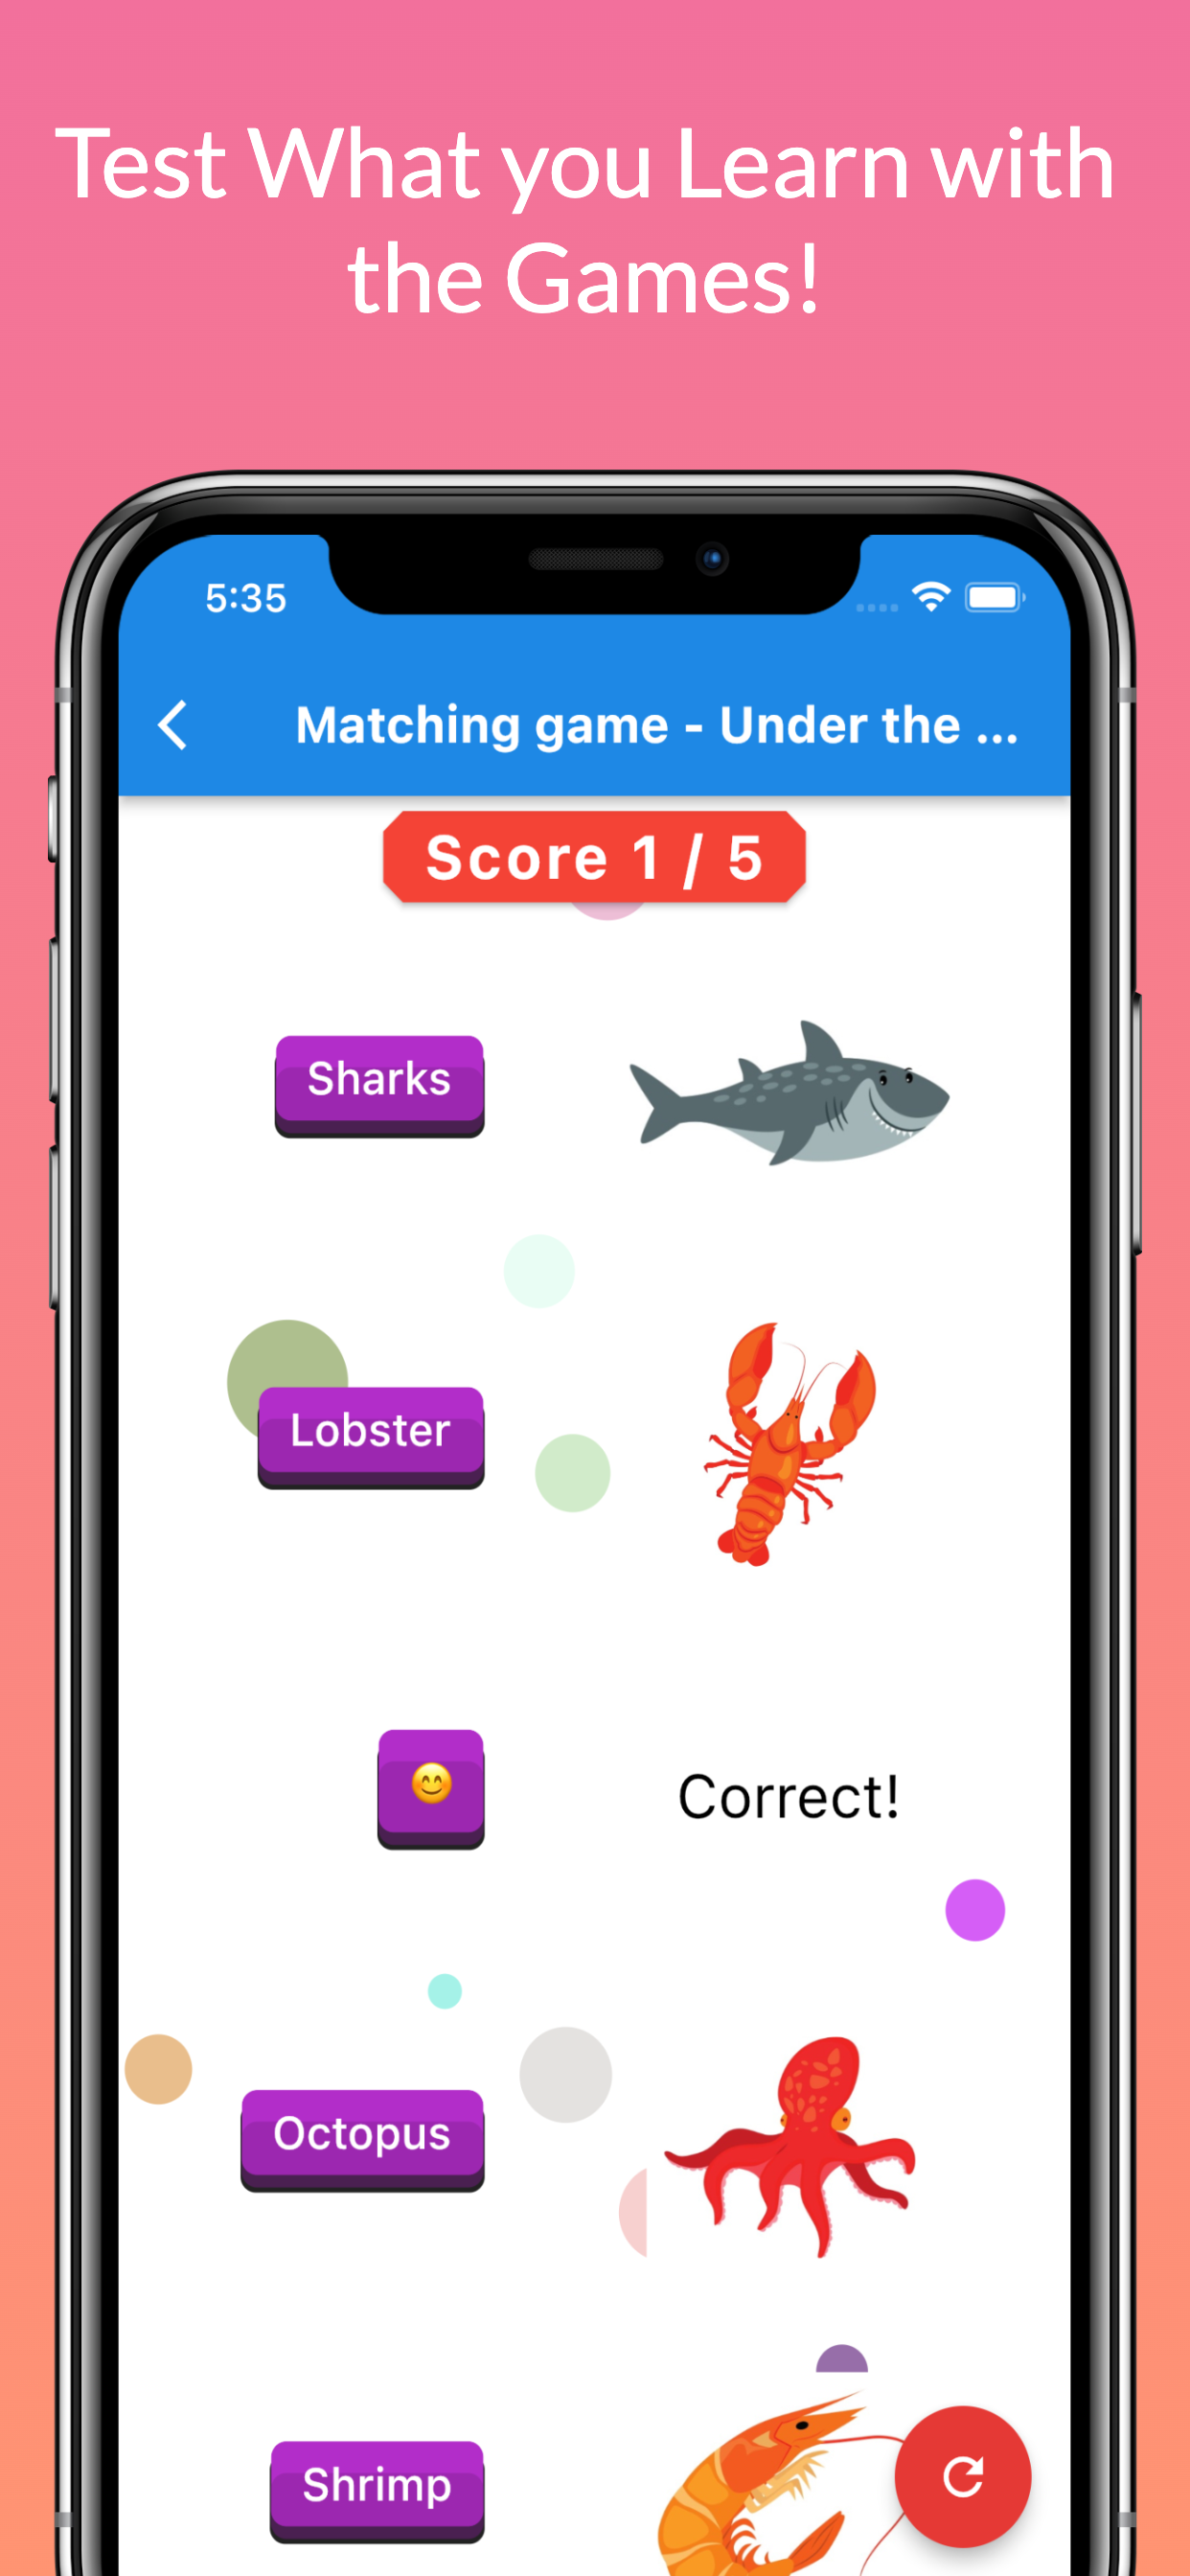 Test What you Learn with
the Games!
5:35
Matching game - Under the ...
Score 1 / 5
Sharks
Lobster
Correct!
Octopus
Shrimp